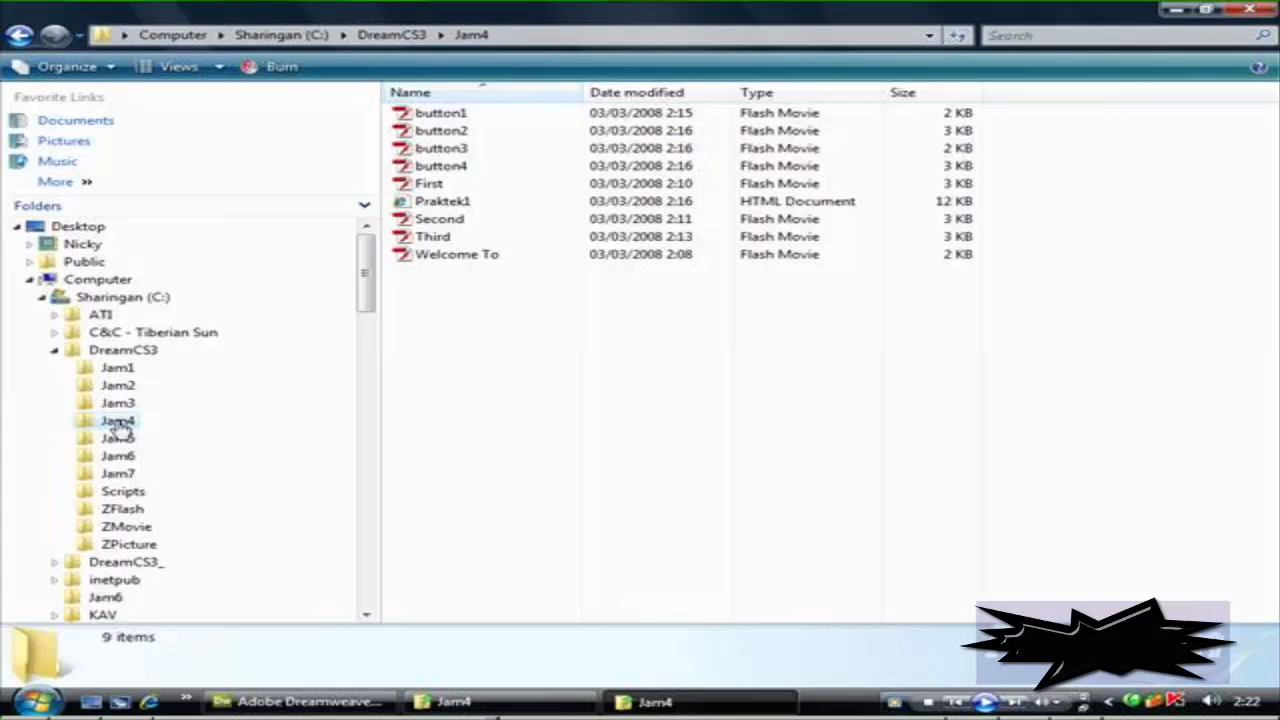 Computer Sharingan (C:) DreamCS3 Jam4 Search
Organize Views Burn
Favorite Links
Documents
Pictures
Music
More »
Folders
Desktop
Nicky
Public
Computer
Sharingan (C:)
ATI
C&C - Tiberian Sun
DreamCS3
Jam1
Jam2
Jam3
Jam4
Jam5
Jam6
Jam7
Scripts
ZFlash
ZMovie
ZPicture
DreamCS3_
inetpub
Jam6
KAV
Name Date modified Type Size
button1 03/03/2008 2:15 Flash Movie 2 KB
button2 03/03/2008 2:16 Flash Movie 3 KB
button3 03/03/2008 2:16 Flash Movie 2 KB
button4 03/03/2008 2:16 Flash Movie 3 KB
First 03/03/2008 2:10 Flash Movie 3 KB
Praktek1 03/03/2008 2:16 HTML Document 12 KB
Second 03/03/2008 2:11 Flash Movie 3 KB
Third 03/03/2008 2:13 Flash Movie 3 KB
Welcome To 03/03/2008 2:08 Flash Movie 2 KB
9 items
» Adobe Dreamweave... Jam4 Jam4 2:22